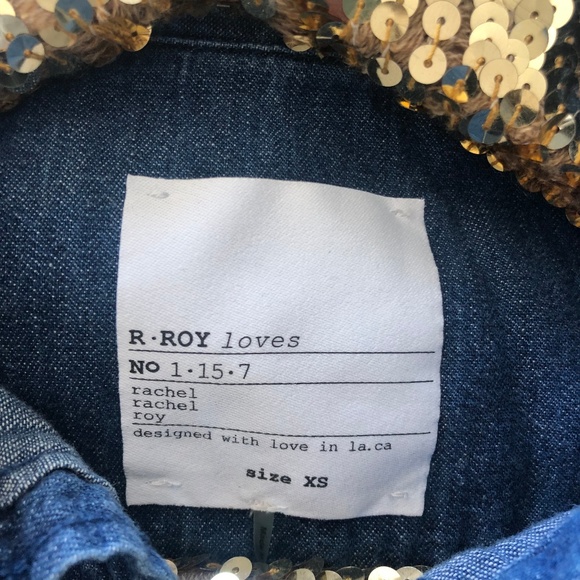 R·ROY loves
No 1·15·7
rachel
rachel
roy
designed with love in la.ca
size XS